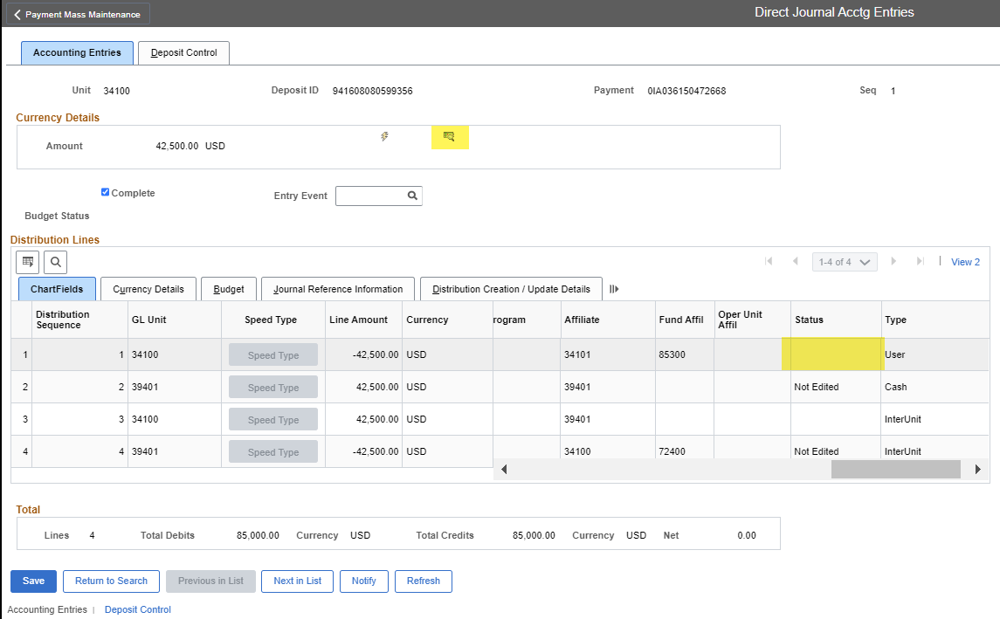 Payment Mass Maintenance
Direct Journal Acctg Entries
Accounting Entries
Deposit Control
Unit 34100 Deposit ID 941608080599356 Payment 0IA036150472668 Seq 1
Currency Details
Amount 42,500.00 USD
Complete Entry Event
Budget Status
Distribution Lines
1-4 of 4 | View 2
ChartFields Currency Details Budget Journal Reference Information Distribution Creation / Update Details
Distribution Sequence GL Unit Speed Type Line Amount Currency rogram Affiliate Fund Affil Oper Unit Affil Status Type
1 1 34100 Speed Type -42,500.00 USD 34101 85300 User
2 2 39401 Speed Type 42,500.00 USD 39401 Not Edited Cash
3 3 34100 Speed Type 42,500.00 USD 39401 InterUnit
4 4 39401 Speed Type -42,500.00 USD 34100 72400 Not Edited InterUnit
Total
Lines 4 Total Debits 85,000.00 Currency USD Total Credits 85,000.00 Currency USD Net 0.00
Save Return to Search Previous in List Next in List Notify Refresh
Accounting Entries | Deposit Control